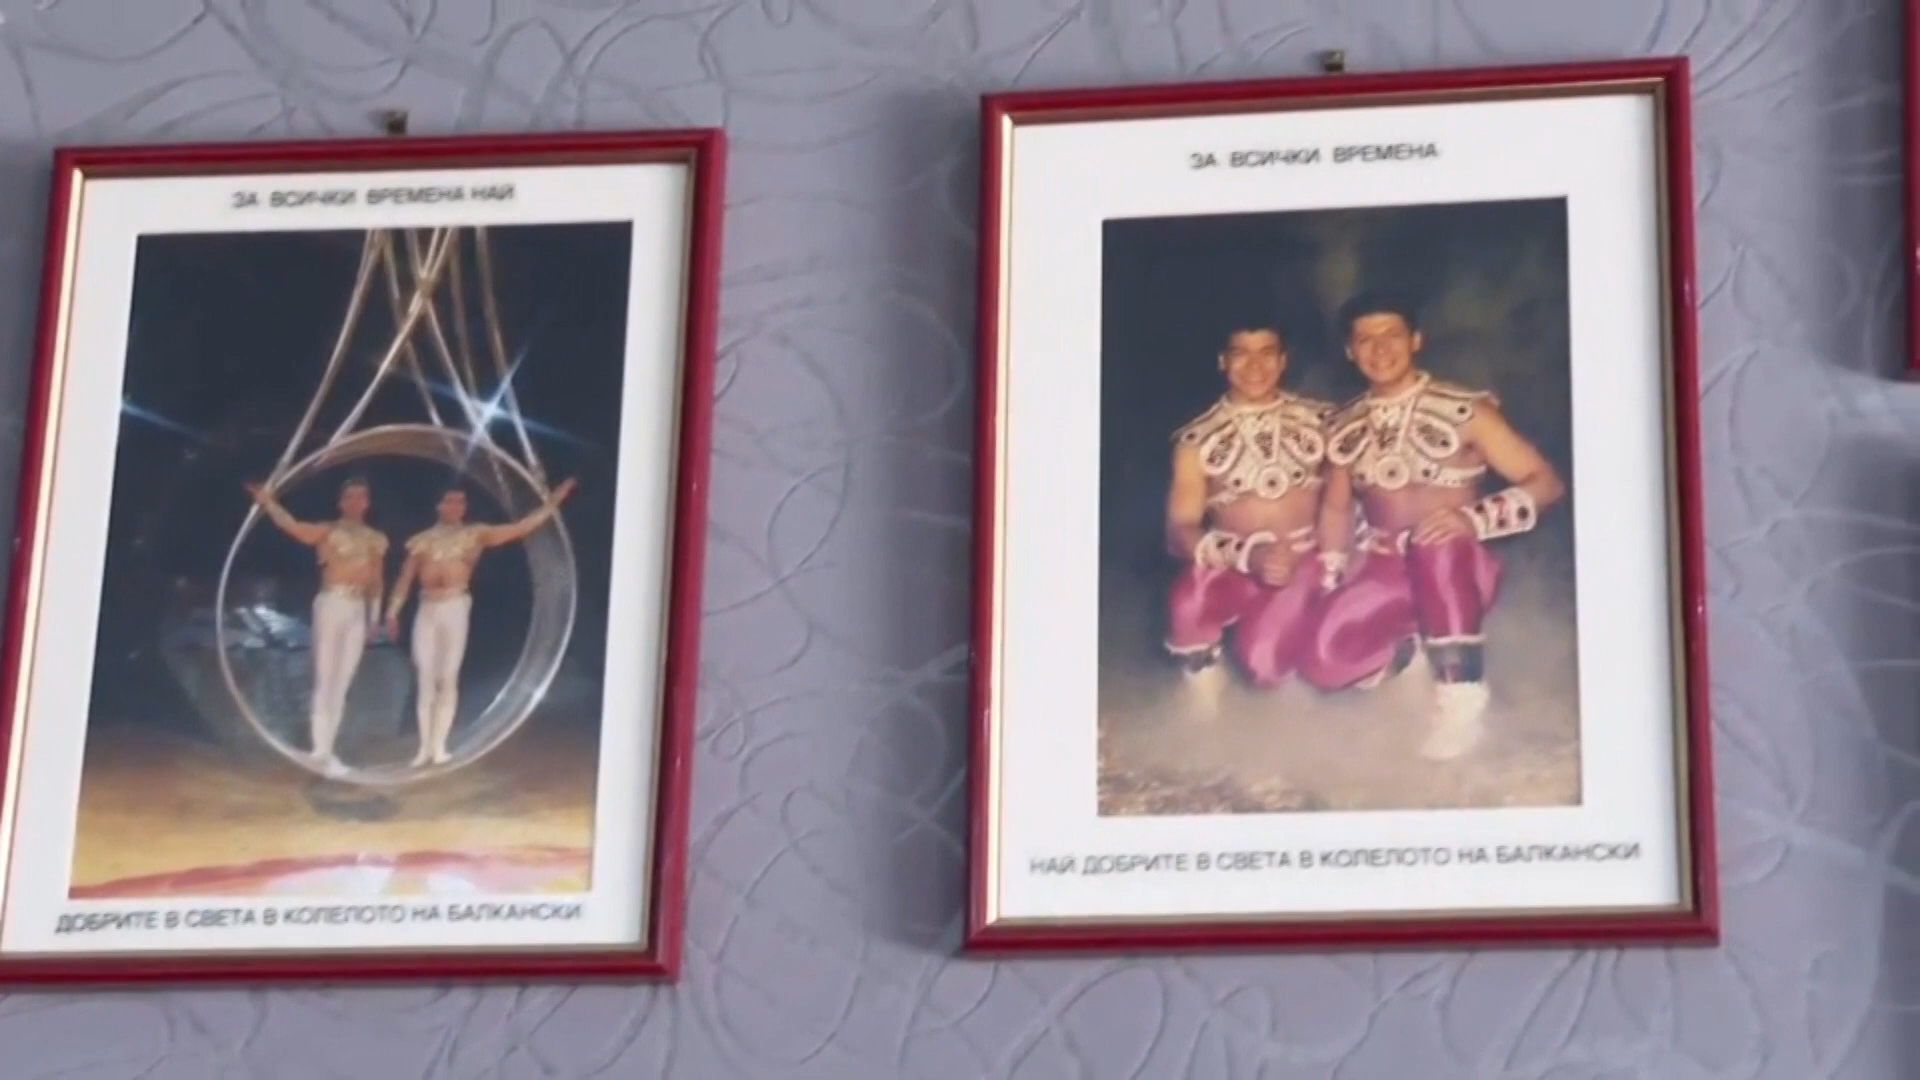 ЗА ВСИЧКИ ВРЕМЕНА НАЙ
ДОБРИТЕ В СВЕТА В КОЛЕЛОТО НА БАЛКАНСКИ
ЗА ВСИЧКИ ВРЕМЕНА
НАЙ ДОБРИТЕ В СВЕТА В КОЛЕЛОТО НА БАЛКАНСКИ